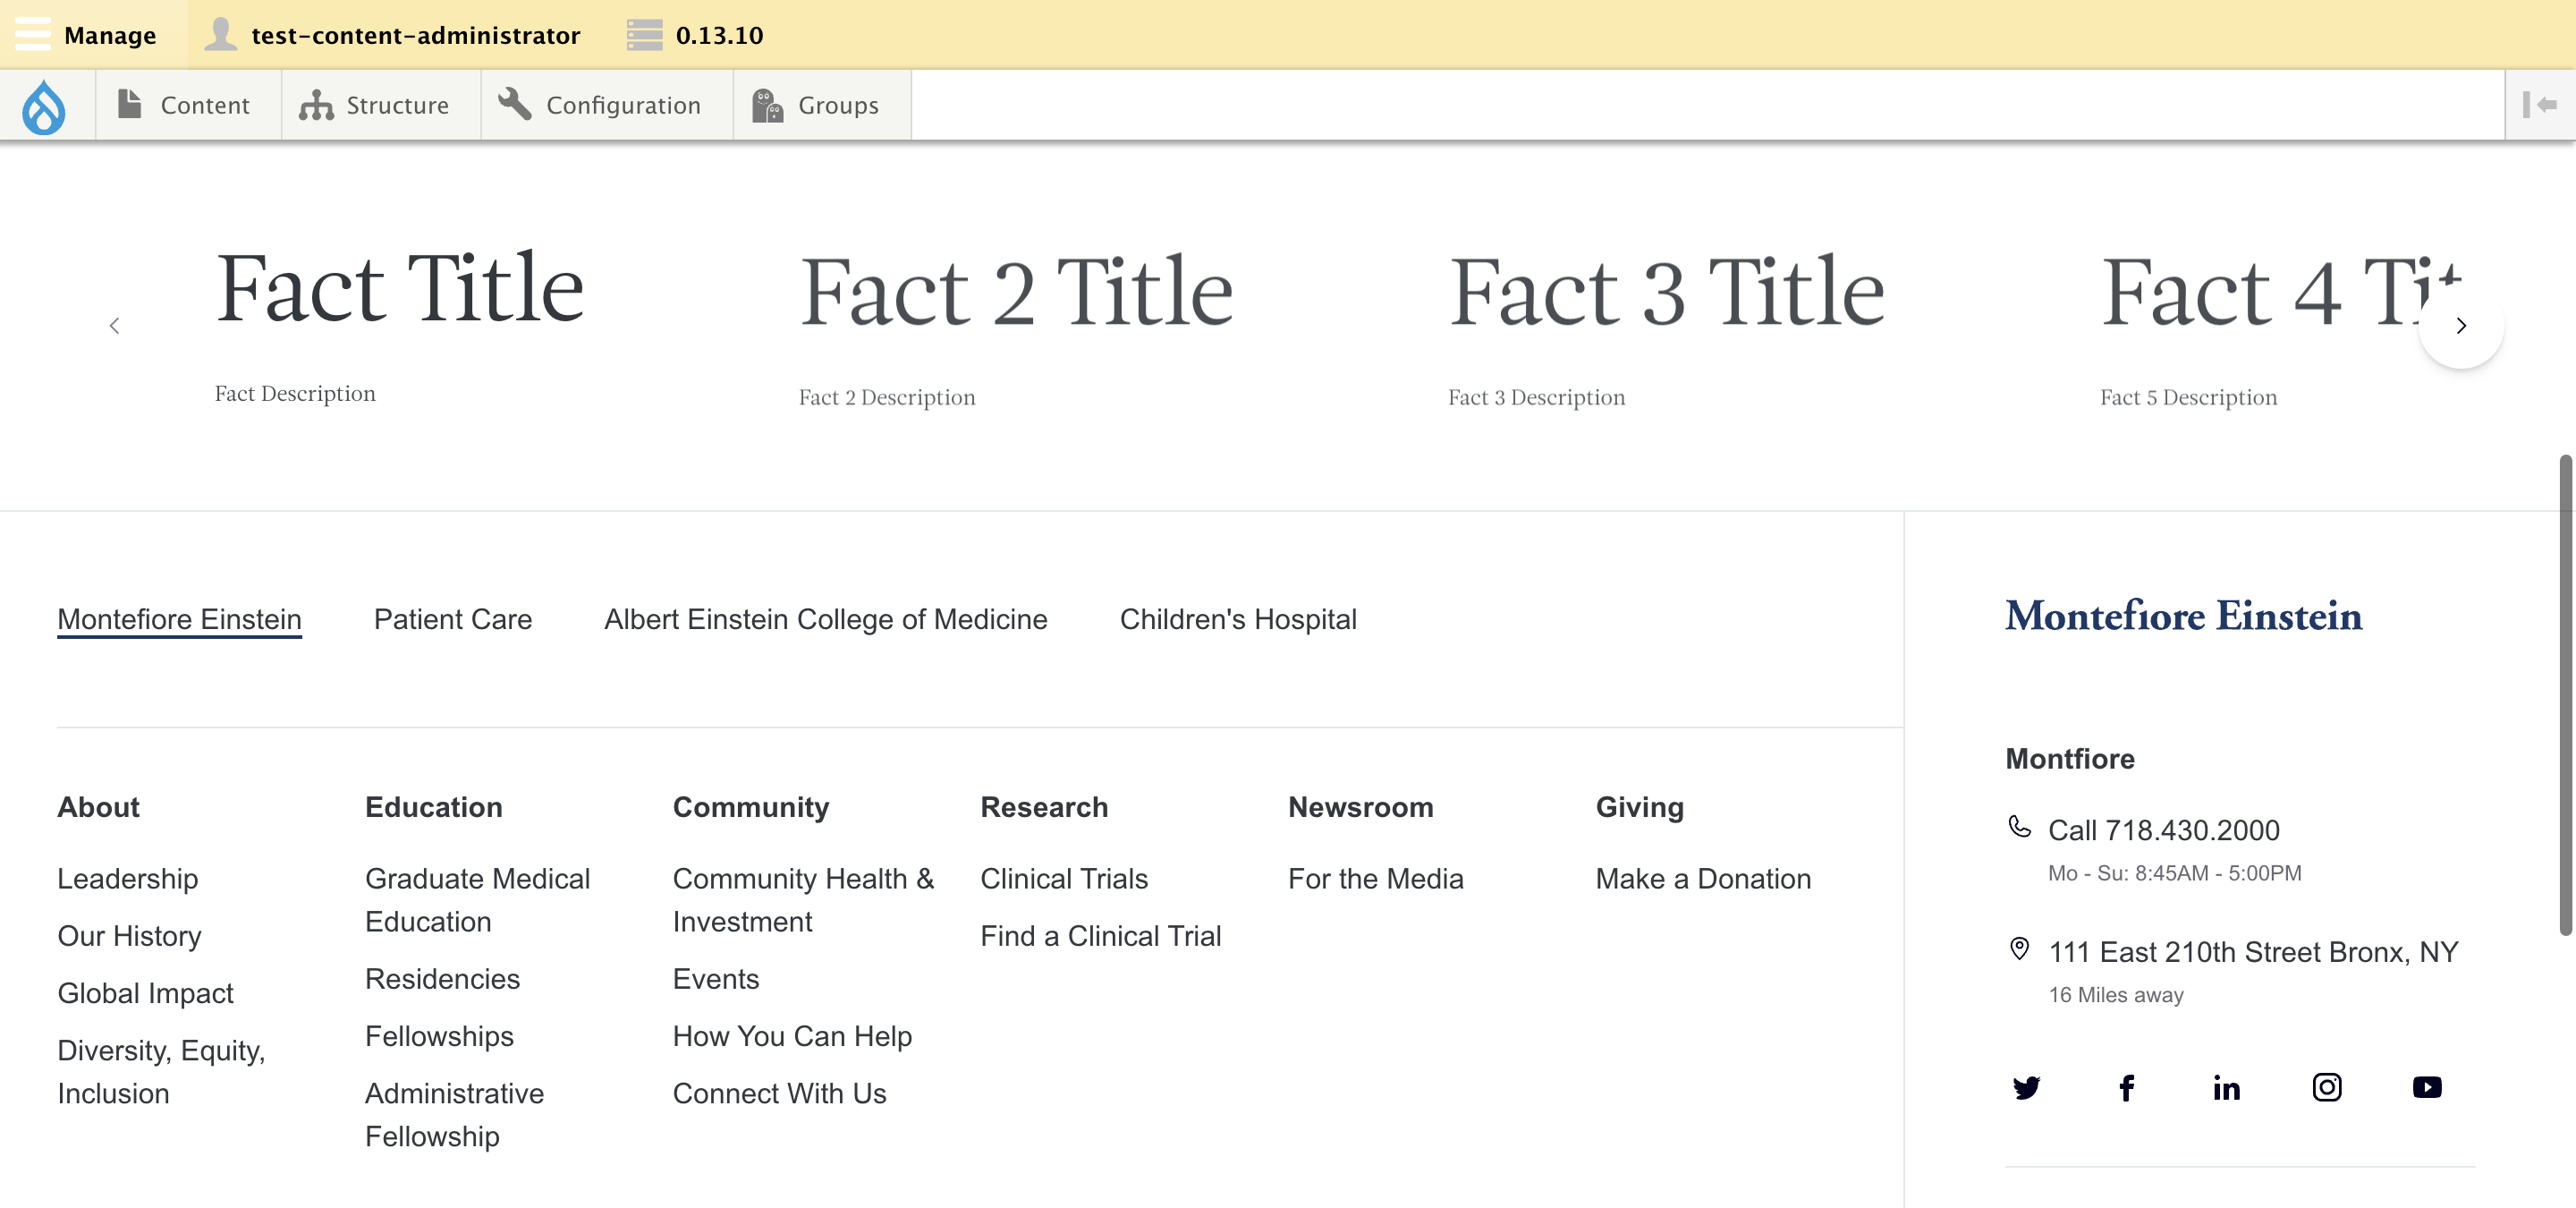 Manage test-content-administrator 0.13.10
Content Structure Configuration Groups
Fact Title
Fact Description
Fact 2 Title
Fact 2 Description
Fact 3 Title
Fact 3 Description
Fact 4
Fact 5 Description
Montefiore Einstein Patient Care Albert Einstein College of Medicine Children's Hospital
About
Leadership
Our History
Global Impact
Diversity, Equity,
Inclusion
Education
Graduate Medical
Education
Residencies
Fellowships
Administrative
Fellowship
Community
Community Health &
Investment
Events
How You Can Help
Connect With Us
Research
Clinical Trials
Find a Clinical Trial
Newsroom
For the Media
Giving
Make a Donation
Montefiore Einstein
Montfiore
Call 718.430.2000
Mo - Su: 8:45AM - 5:00PM
111 East 210th Street Bronx, NY
16 Miles away